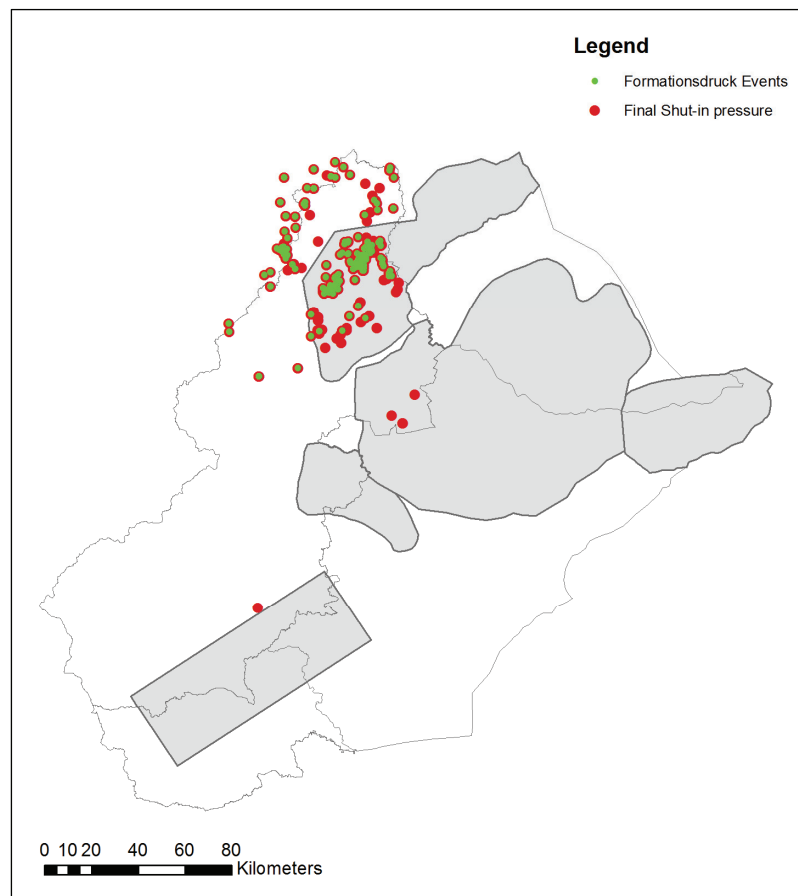 Legend
Formationsdruck Events
Final Shut-in pressure
0 10 20 40 60 80
Kilometers